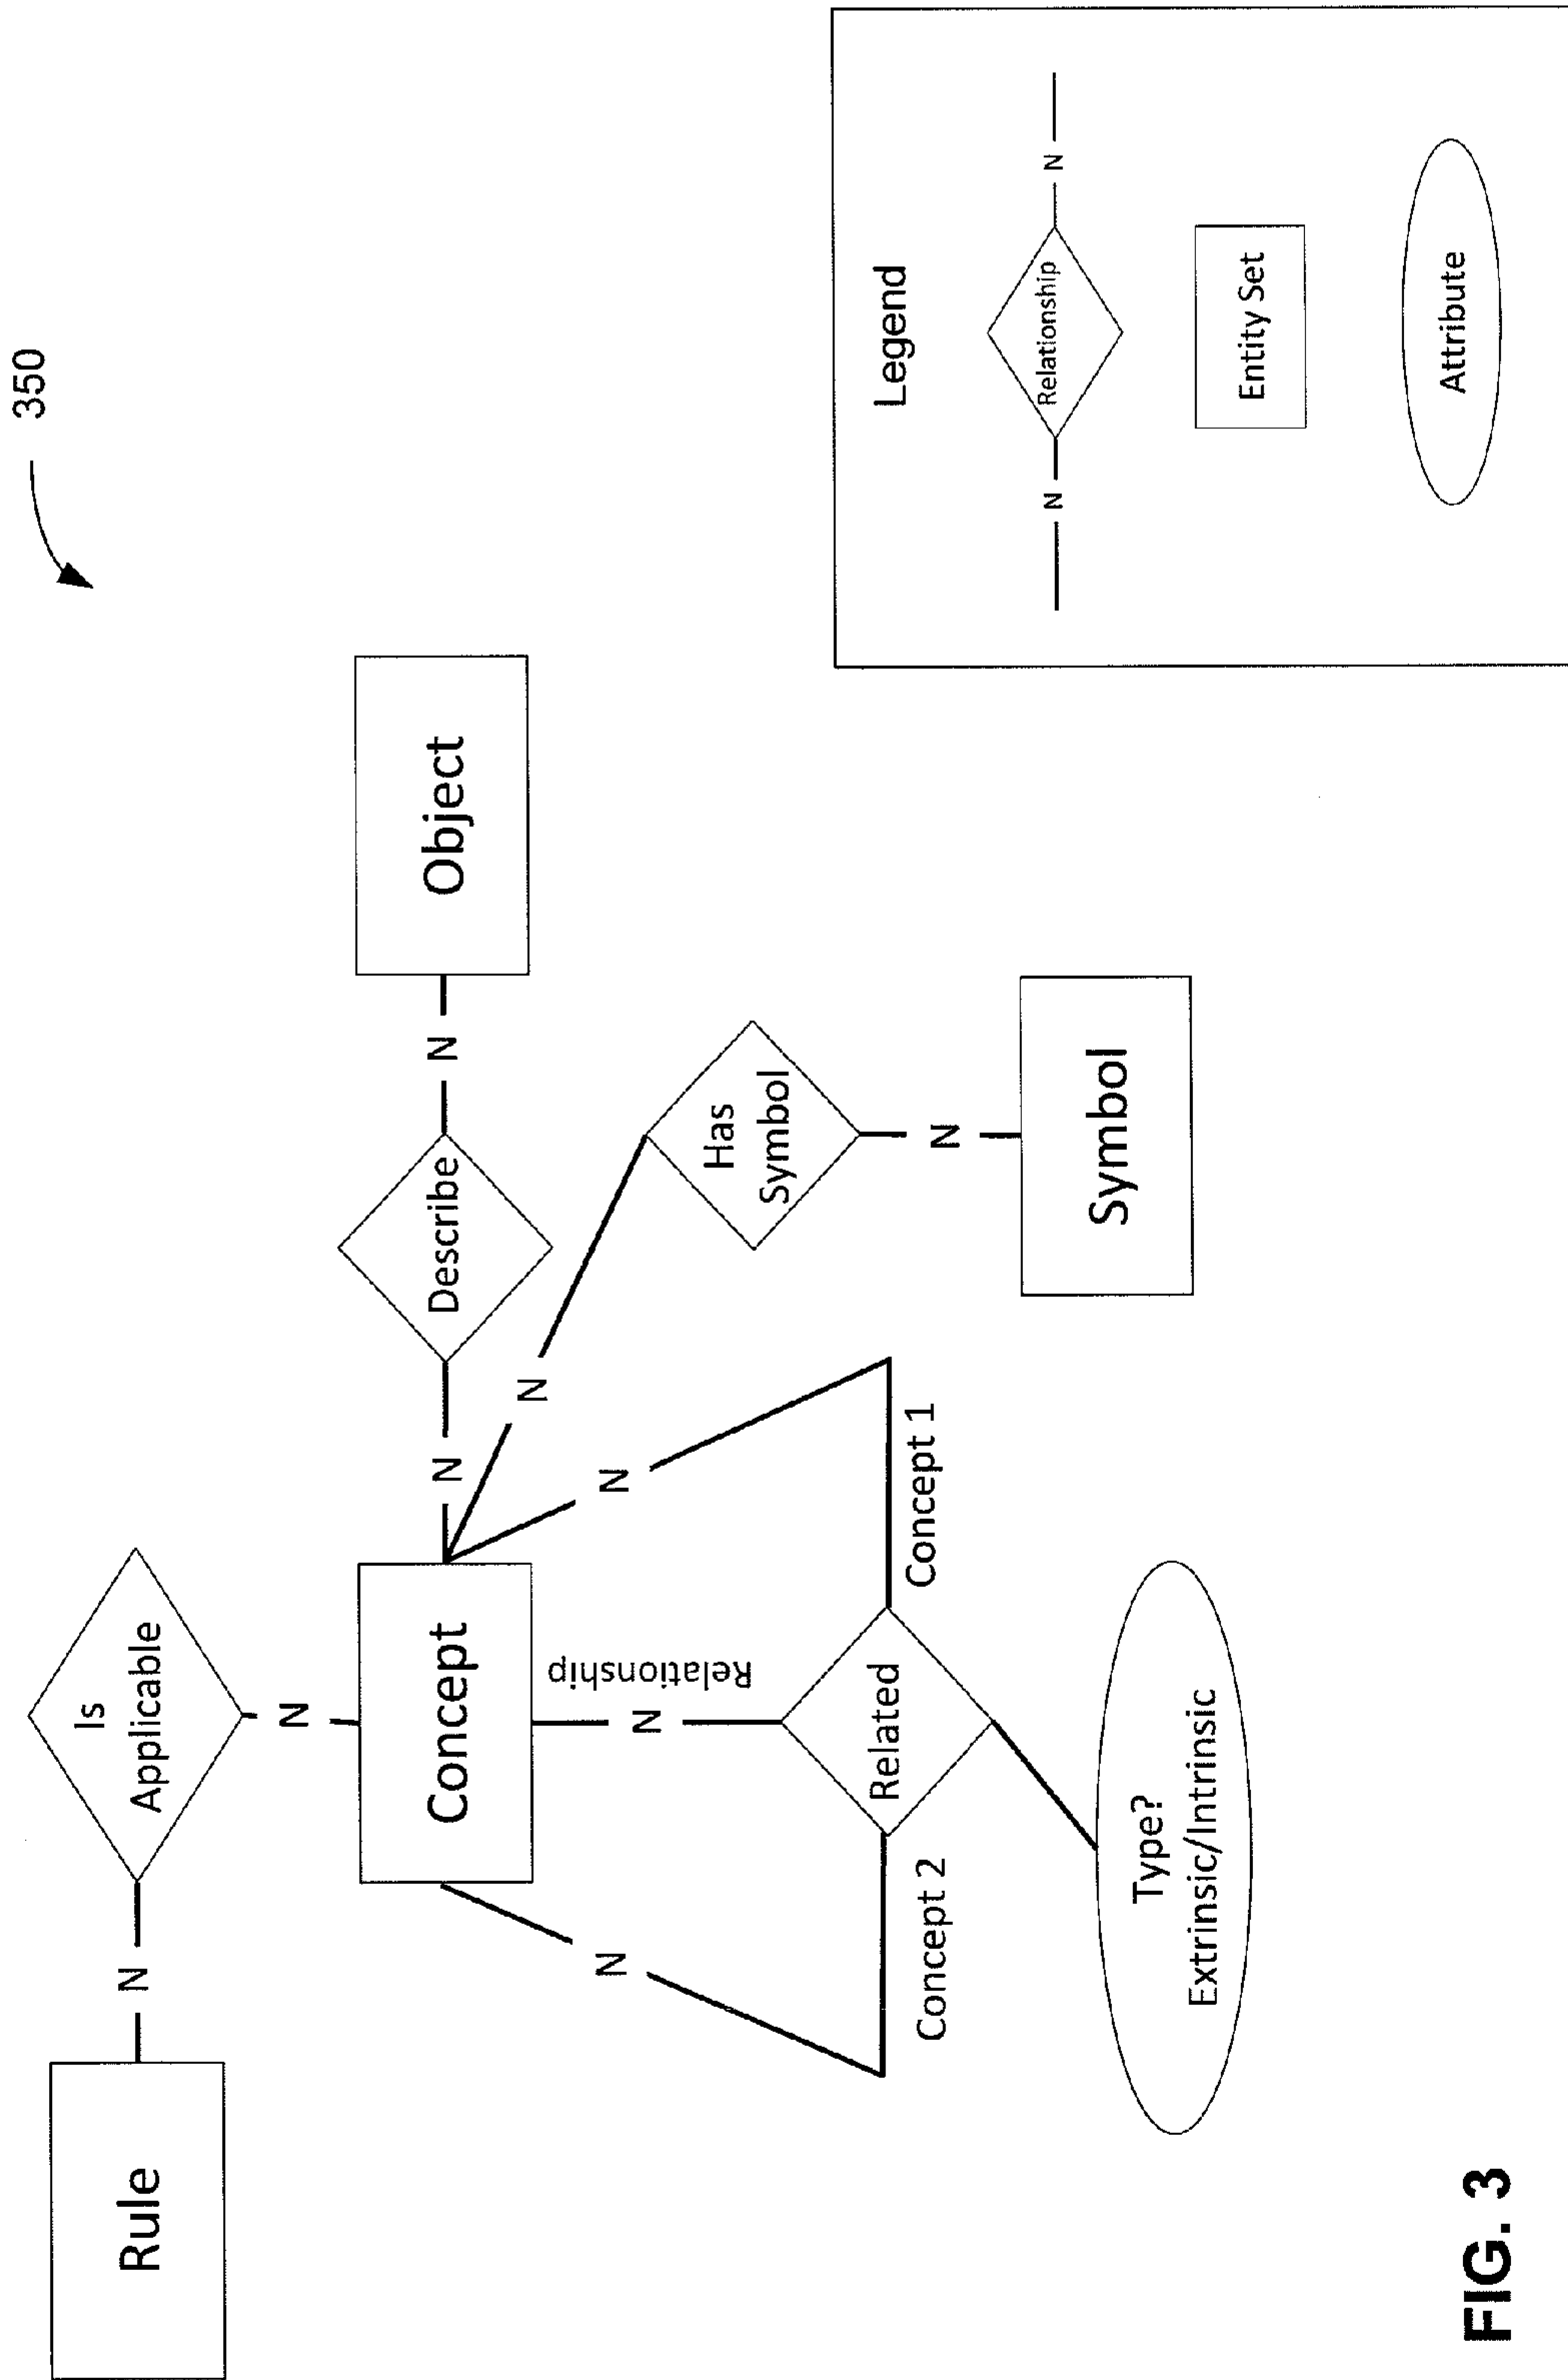 350
Rule
N
Is
Applicable
N
Concept
N
Describe
N
Object
N
Has
Symbol
N
Symbol
N
Concept 1
N
Relationship
N
Concept 2
Related
Type?
Extrinsic/Intrinsic
Legend
N
Relationship
N
Entity Set
Attribute
FIG. 3